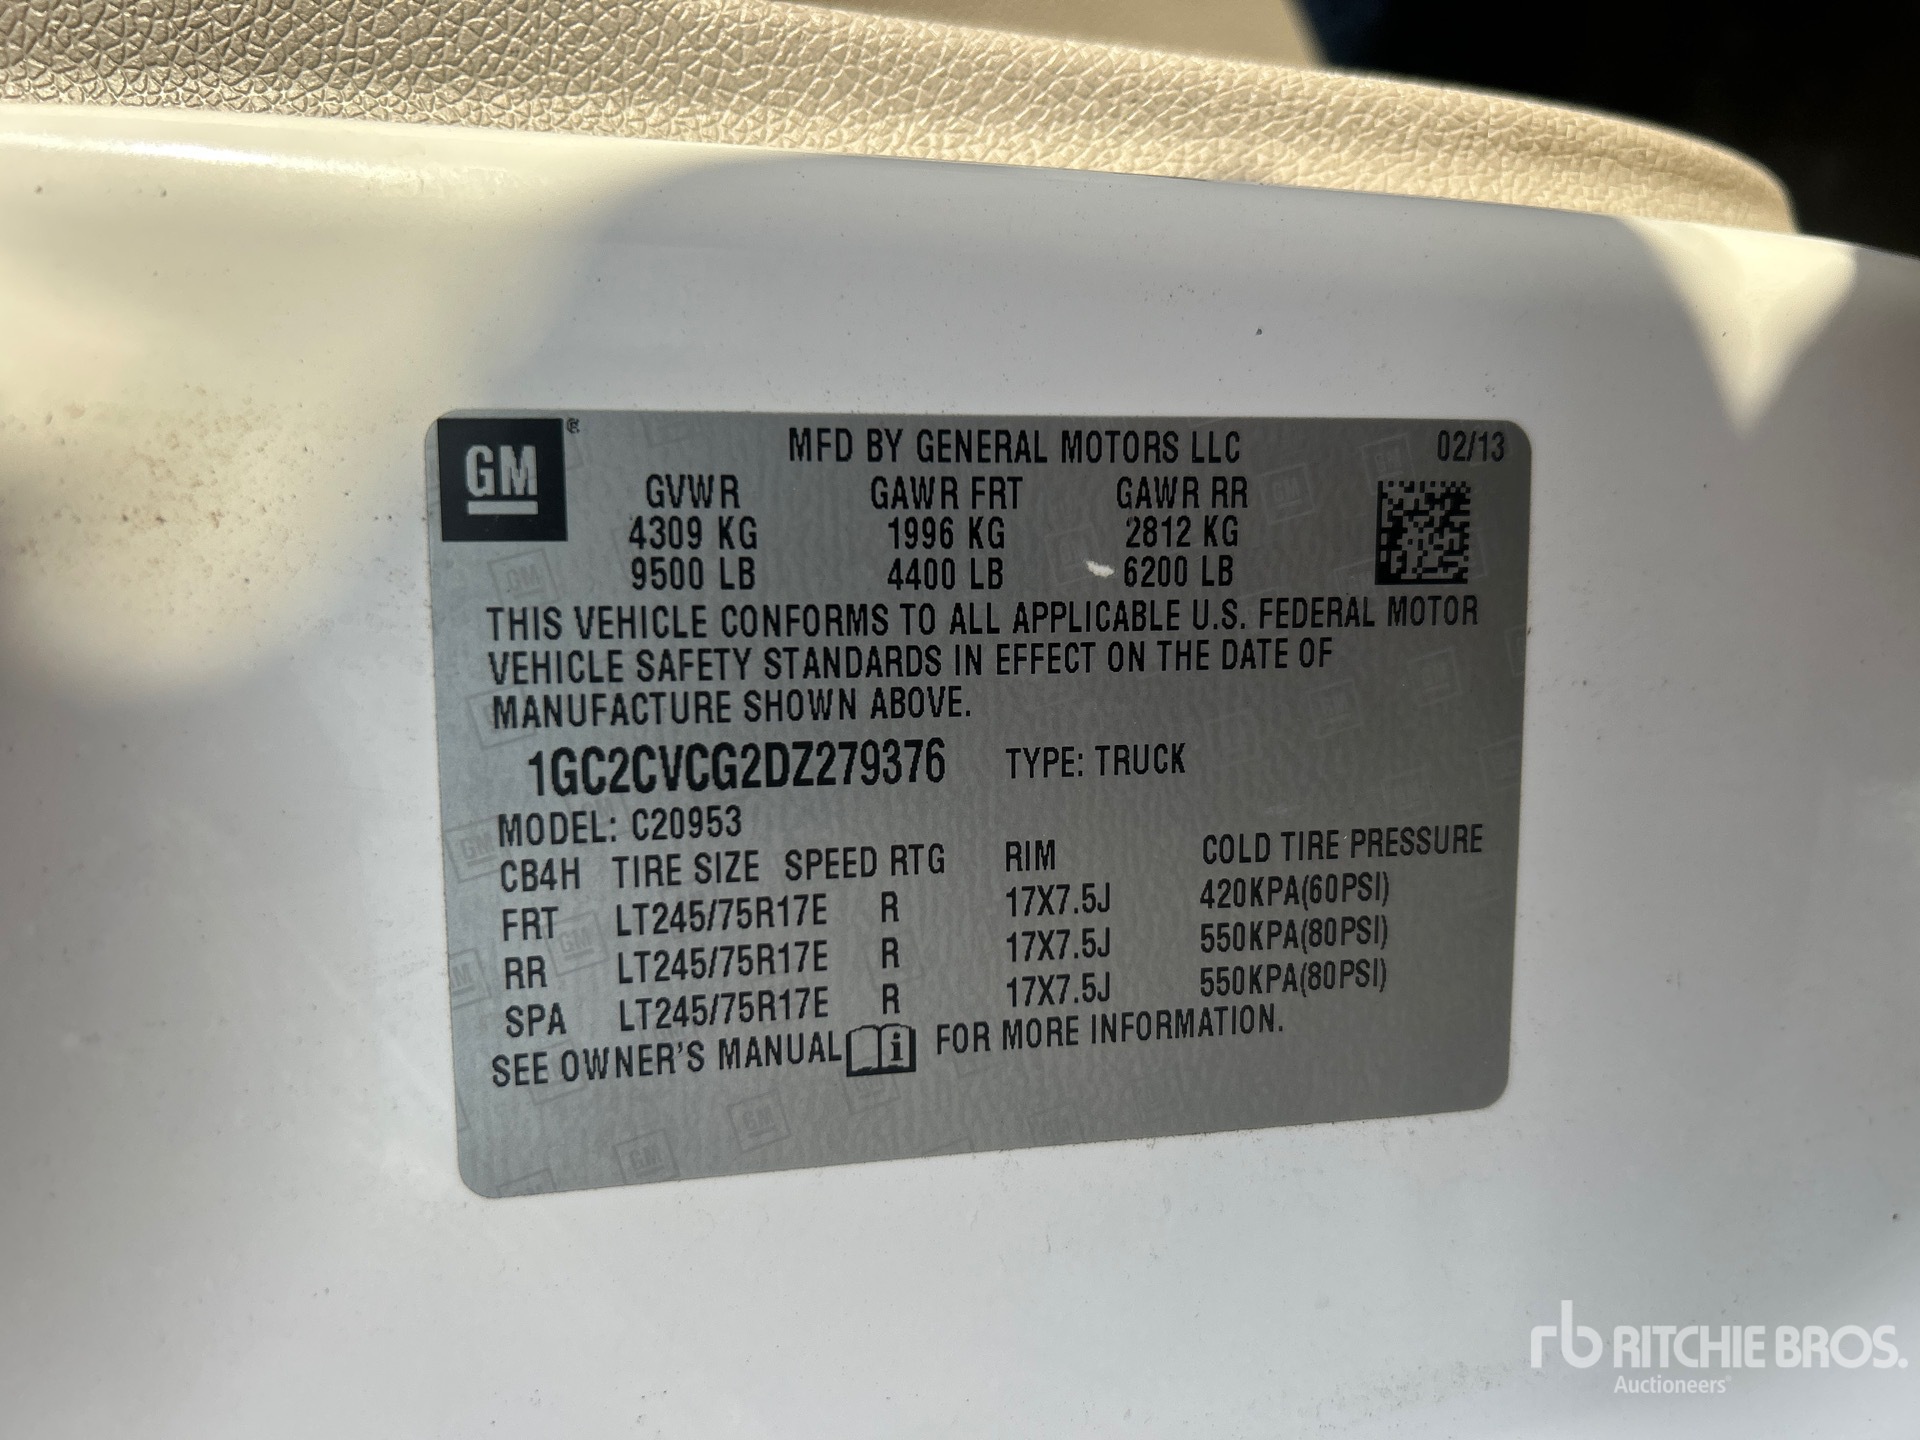 GM®
MFD BY GENERAL MOTORS LLC 02/13
GVWR GAWR FRT GAWR RR
4309 KG 1996 KG 2812 KG
9500 LB 4400 LB 6200 LB
THIS VEHICLE CONFORMS TO ALL APPLICABLE U.S. FEDERAL MOTOR
VEHICLE SAFETY STANDARDS IN EFFECT ON THE DATE OF
MANUFACTURE SHOWN ABOVE.
1GC2CVCG2DZ279376 TYPE: TRUCK
MODEL: C20953
CB4H TIRE SIZE SPEED RTG RIM COLD TIRE PRESSURE
FRT LT245/75R17E R 17X7.5J 420KPA(60PSI)
RR LT245/75R17E R 17X7.5J 550KPA(80PSI)
SPA LT245/75R17E R 17X7.5J 550KPA(80PSI)
SEE OWNER'S MANUAL i FOR MORE INFORMATION.
rb RITCHIE BROS.
Auctioneers